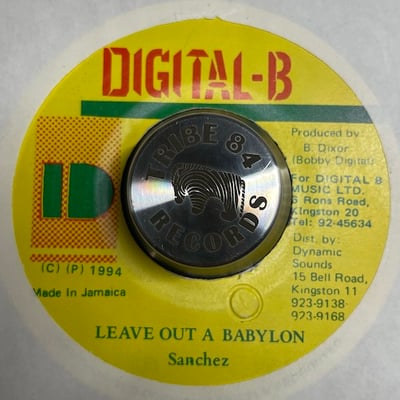 DIGITAL-B
TRIBE 84
RECORDS
Produced by:
B. Dixon
(Bobby Digital)
For DIGITAL B
MUSIC LTD.
6 Rons Road,
Kingston 20
Tel: 92-45634
Dist. by:
Dynamic
Sounds
15 Bell Road,
Kingston 11
923-9138-
923-9168
(C) (P) 1994
Made in Jamaica
LEAVE OUT A BABYLON
Sanchez